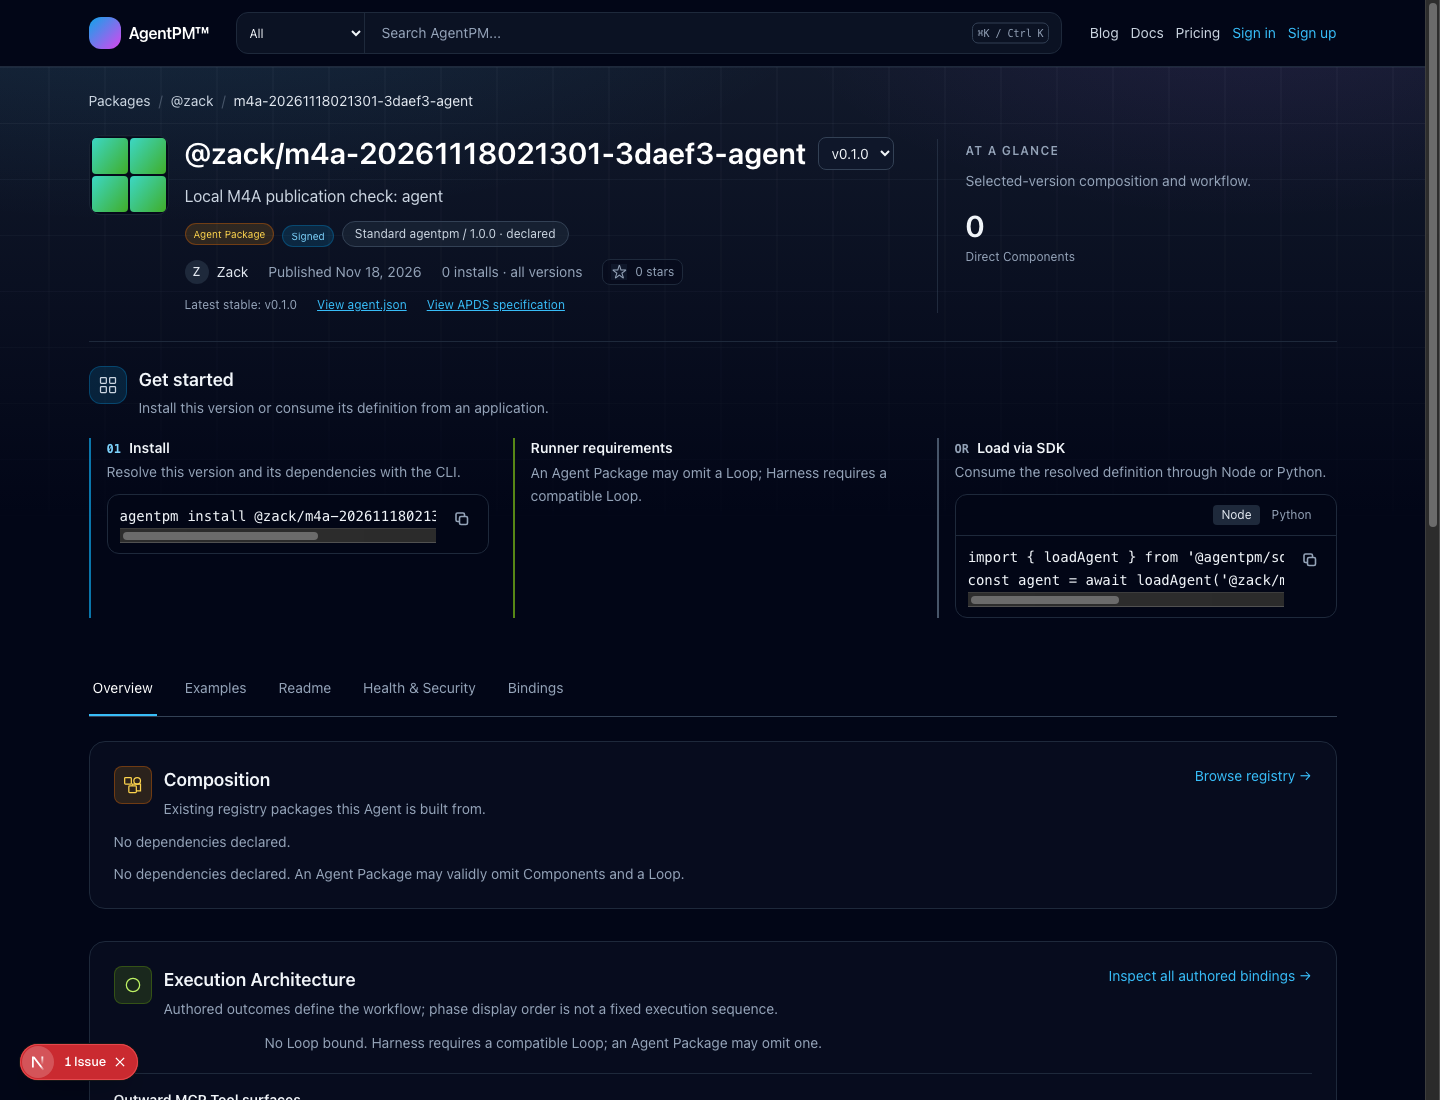 AgentPM™
All
Search AgentPM...
⌘K / Ctrl K
Blog Docs Pricing Sign in Sign up
Packages / @zack / m4a-20261118021301-3daef3-agent
@zack/m4a-20261118021301-3daef3-agent
v0.1.0
Local M4A publication check: agent
Agent Package
Signed
Standard agentpm / 1.0.0 · declared
Z Zack Published Nov 18, 2026 0 installs · all versions 0 stars
Latest stable: v0.1.0 View agent.json View APDS specification
AT A GLANCE
Selected-version composition and workflow.
0
Direct Components
Get started
Install this version or consume its definition from an application.
01 Install
Resolve this version and its dependencies with the CLI.
agentpm install @zack/m4a-202611180213
Runner requirements
An Agent Package may omit a Loop; Harness requires a
compatible Loop.
OR Load via SDK
Consume the resolved definition through Node or Python.
Node Python
import { loadAgent } from '@agentpm/sd
const agent = await loadAgent('@zack/m
Overview Examples Readme Health & Security Bindings
Composition
Browse registry →
Existing registry packages this Agent is built from.
No dependencies declared.
No dependencies declared. An Agent Package may validly omit Components and a Loop.
Execution Architecture
Inspect all authored bindings →
Authored outcomes define the workflow; phase display order is not a fixed execution sequence.
No Loop bound. Harness requires a compatible Loop; an Agent Package may omit one.
N 1 Issue
Outward MCP Tool surfaces